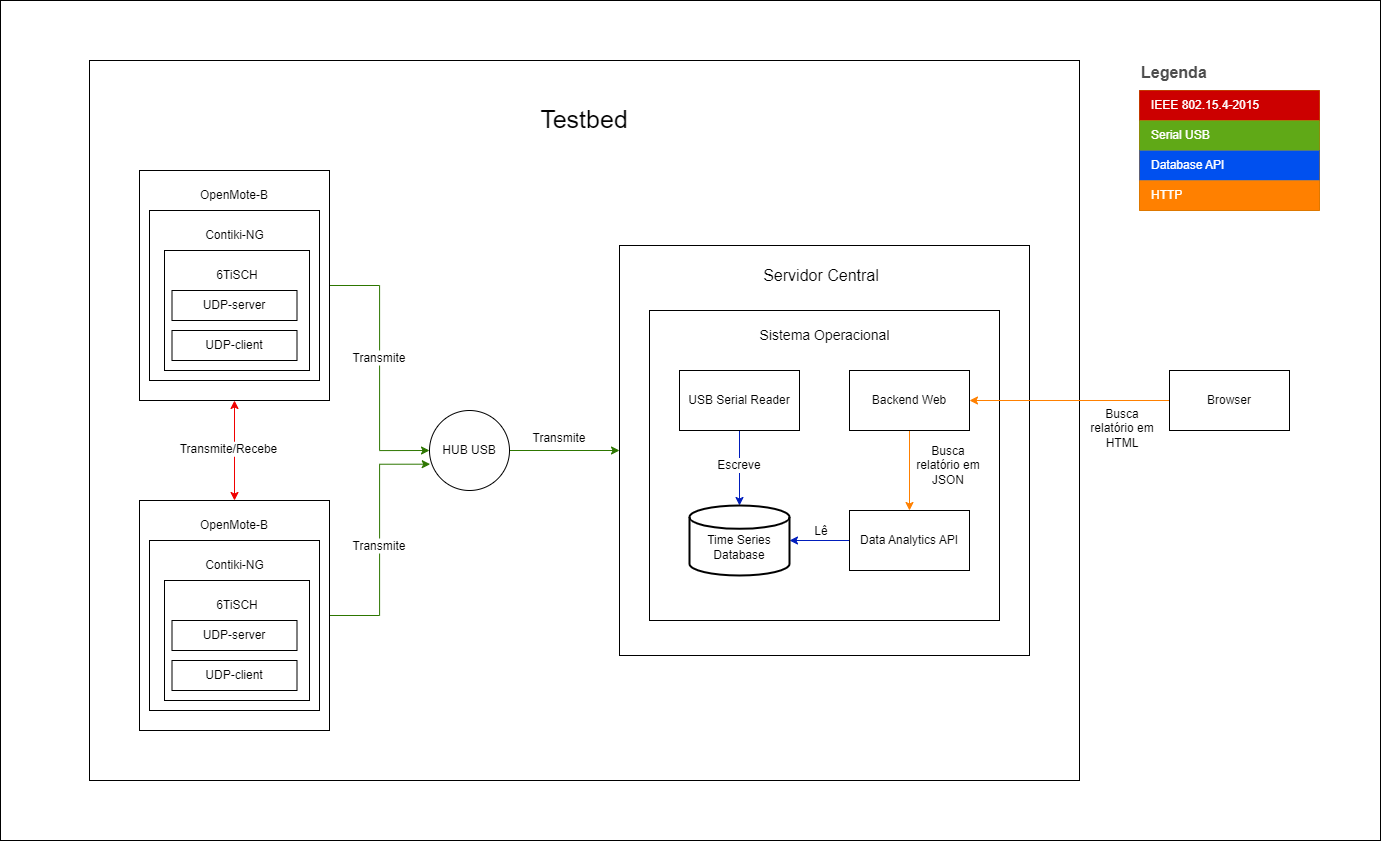 Legenda
IEEE 802.15.4-2015
Serial USB
Database API
HTTP
Testbed
OpenMote-B
Contiki-NG
6TiSCH
UDP-server
UDP-client
Transmite/Recebe
OpenMote-B
Contiki-NG
6TiSCH
UDP-server
UDP-client
Transmite
Transmite
HUB USB
Transmite
Servidor Central
Sistema Operacional
USB Serial Reader
Backend Web
Escreve
Busca
relatório em
JSON
Time Series
Database
Lê
Data Analytics API
Busca
relatório em
HTML
Browser